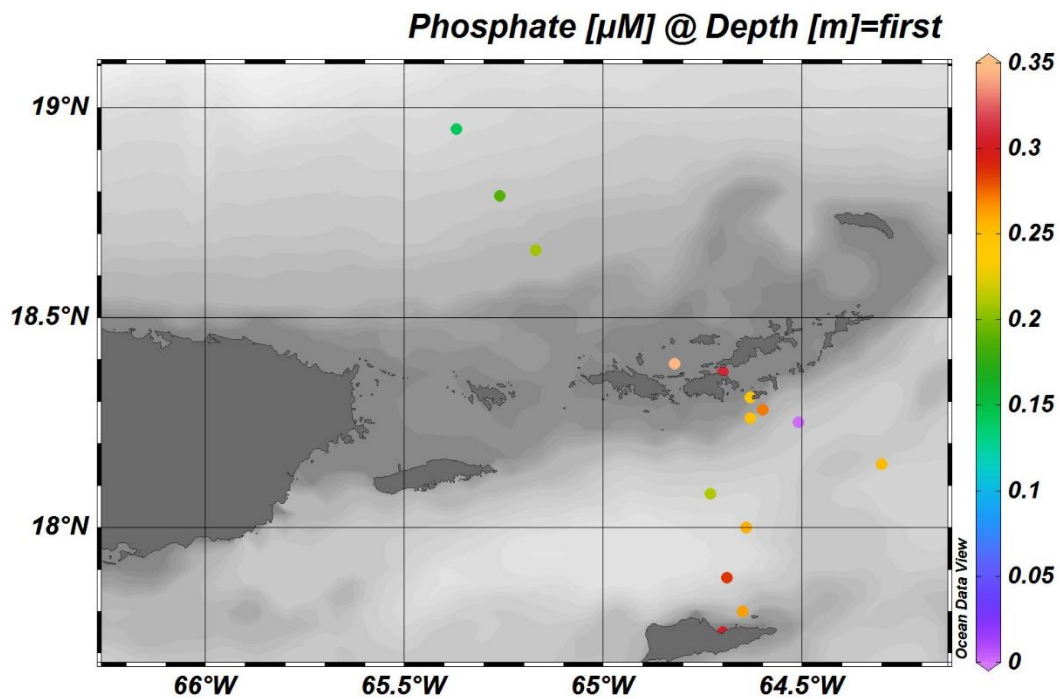 Phosphate [µM] @ Depth [m]=first
19°N
18.5°N
18°N
66°W
65.5°W
65°W
64.5°W
0.35
0.3
0.25
0.2
0.15
0.1
0.05
0
Ocean Data View